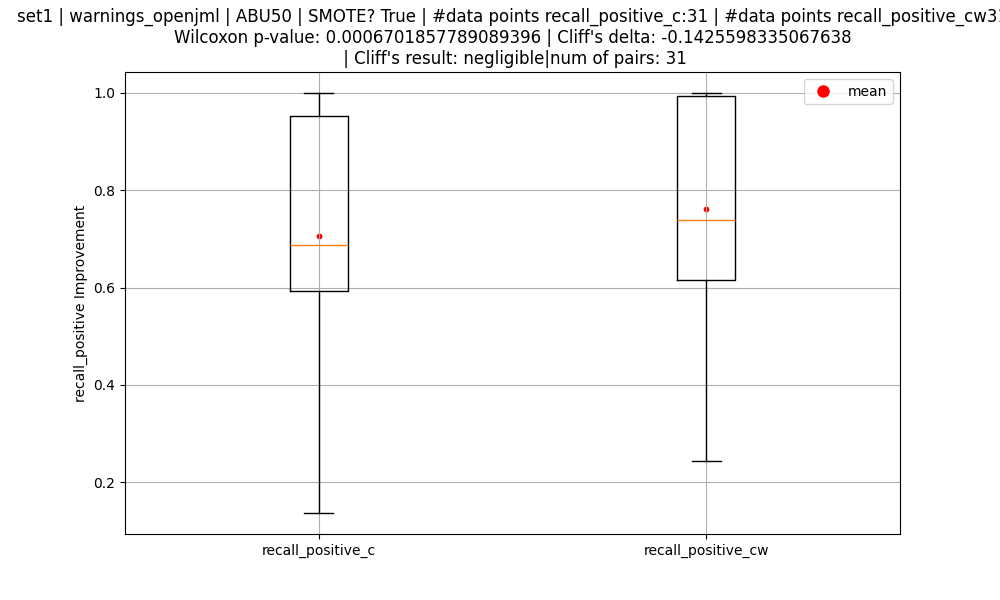 set1 | warnings_openjml | ABU50 | SMOTE? True | #data points recall_positive_c:31 | #data points
Wilcoxon p-value: 0.0006701857789089396 | Cliff's delta: -0.1425598335067638
| Cliff's result: negligible|num of pairs: 31
mean
1.0
0.8
0.6
0.4
0.2
recall_positive Improvement
recall_positive_c
recall_positive_cw